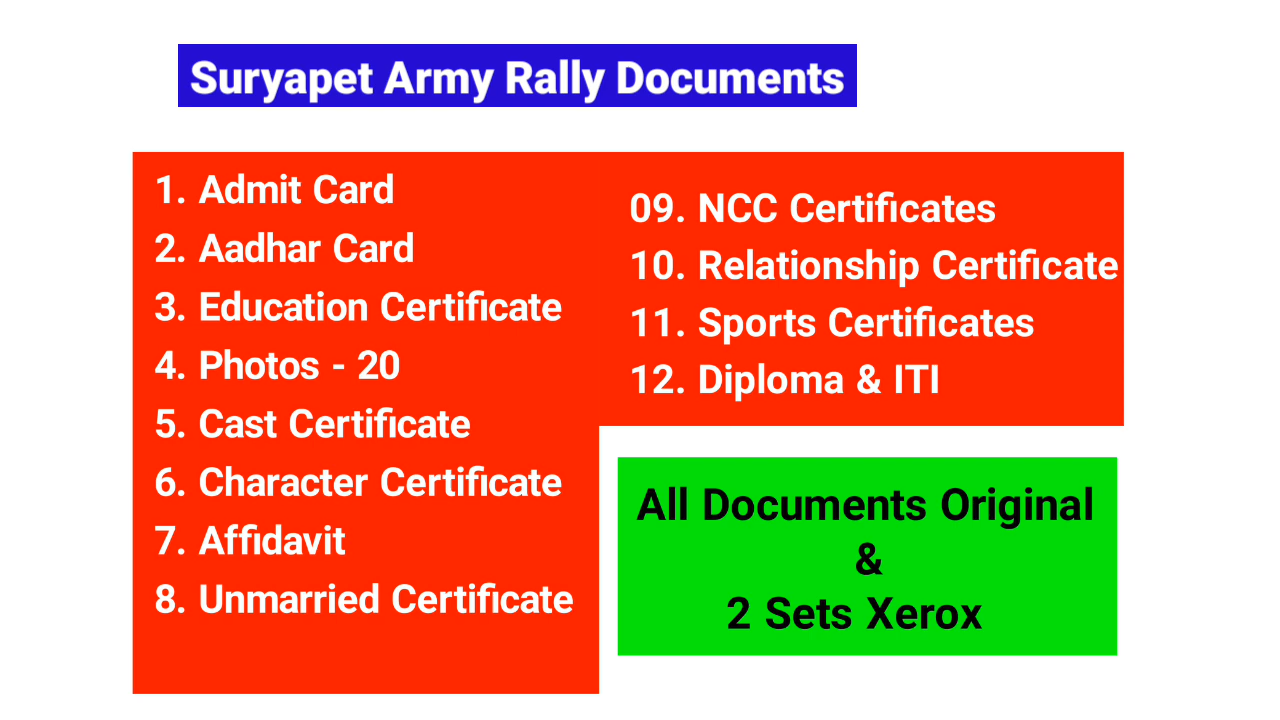 Suryapet Army Rally Documents
1. Admit Card
2. Aadhar Card
3. Education Certificate
4. Photos - 20
5. Cast Certificate
6. Character Certificate
7. Affidavit
8. Unmarried Certificate
09. NCC Certificates
10. Relationship Certificate
11. Sports Certificates
12. Diploma & ITI
All Documents Original
&
2 Sets Xerox